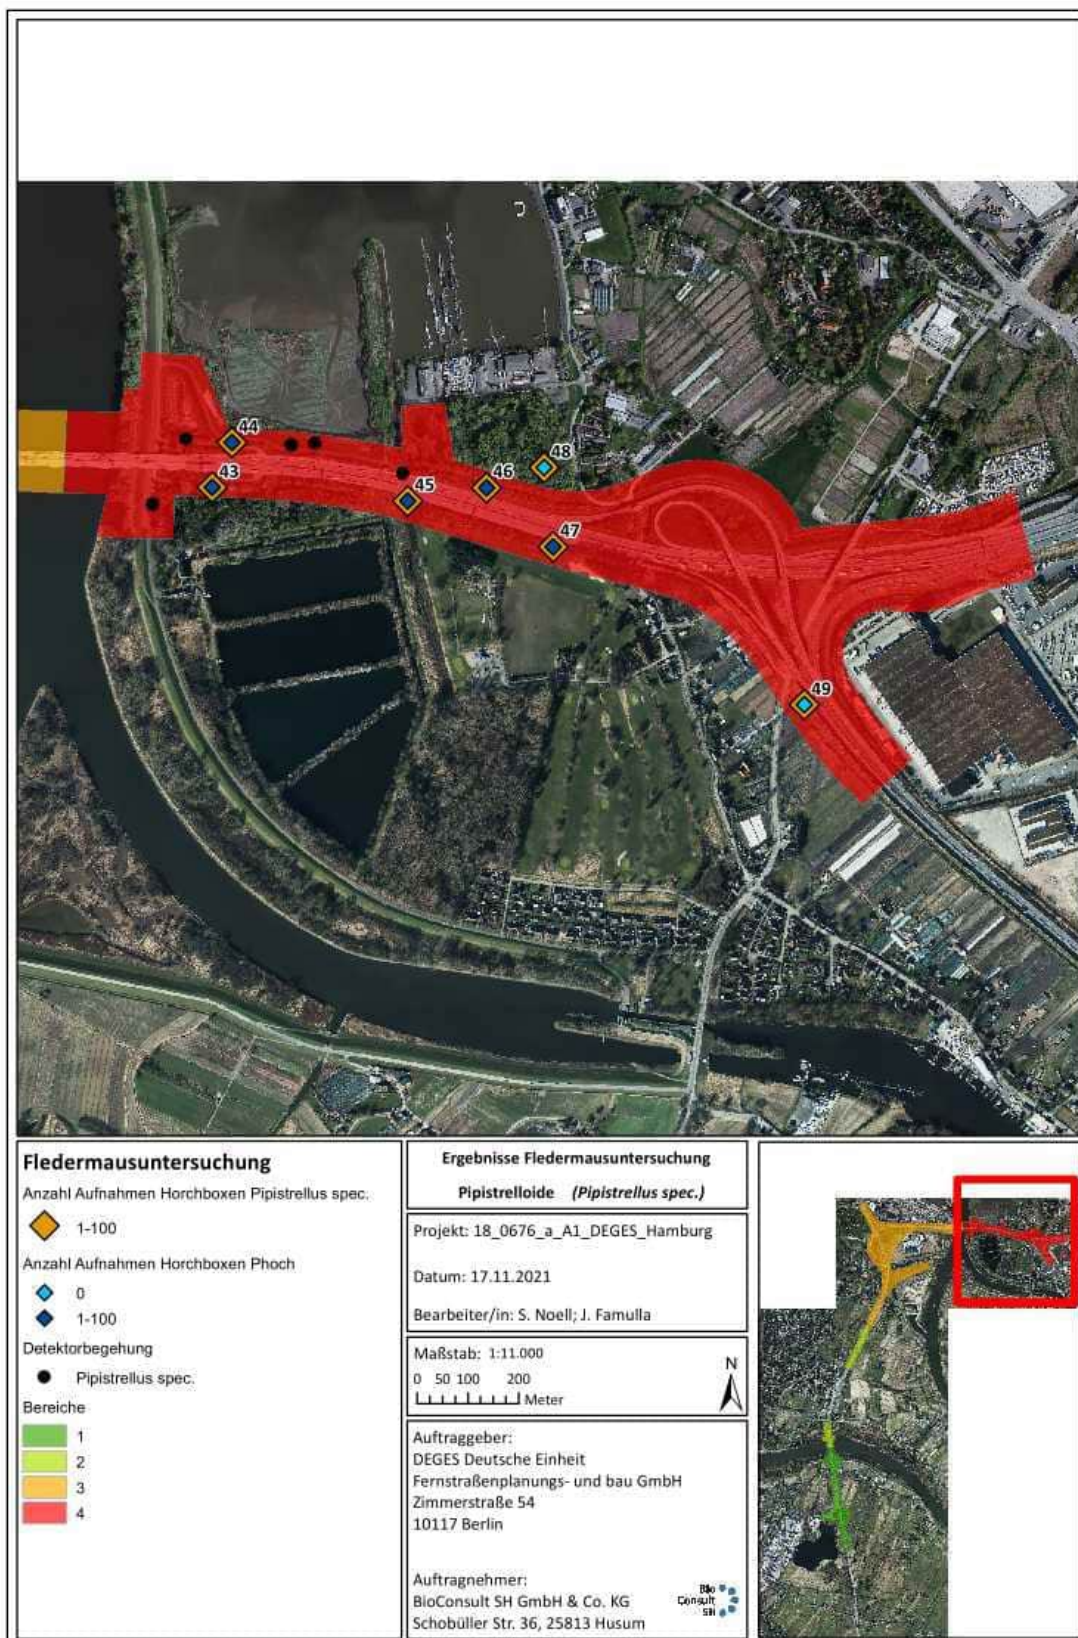 44
48
43
46
45
47
49
Fledermausuntersuchung
Anzahl Aufnahmen Horchboxen Pipistrellus spec.
1-100
Anzahl Aufnahmen Horchboxen Phoch
0
1-100
Detektorbegehung
Pipistrellus spec.
Bereiche
1
2
3
4
Ergebnisse Fledermausuntersuchung
Pipistrelloide (Pipistrellus spec.)
Projekt: 18_0676_a_A1_DEGES_Hamburg
Datum: 17.11.2021
Bearbeiter/in: S. Noell; J. Famulla
Maßstab: 1:11.000
0 50 100 200
Meter
N
Auftraggeber:
DEGES Deutsche Einheit
Fernstraßenplanungs- und bau GmbH
Zimmerstraße 54
10117 Berlin
Auftragnehmer:
BioConsult SH GmbH & Co. KG
Schobüller Str. 36, 25813 Husum
Bio
Consult
SH